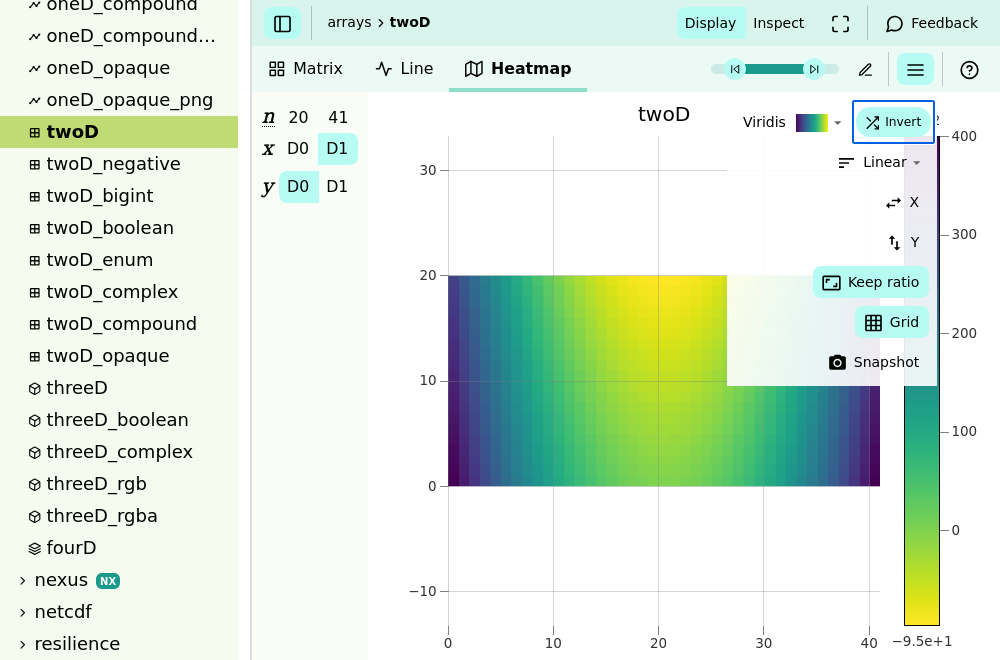 oneD_compound
oneD_compound...
oneD_opaque
oneD_opaque_png
twoD
twoD_negative
twoD_bigint
twoD_boolean
twoD_enum
twoD_complex
twoD_compound
twoD_opaque
threeD
threeD_boolean
threeD_complex
threeD_rgb
threeD_rgba
fourD
nexus NX
netcdf
resilience
arrays > twoD
Display
Inspect
Feedback
Matrix
Line
Heatmap
n 20 41
x D0 D1
y D0 D1
twoD
Viridis
Invert
Linear
X
Y
Keep ratio
Grid
Snapshot
30
20
10
0
−10
0 10 20 30 40
2
400
300
200
100
0
−9.5e+1